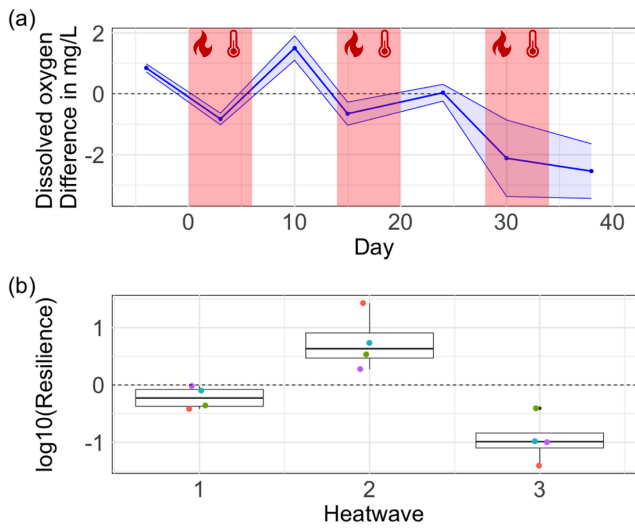 (a)
Dissolved oxygen
Difference in mg/L
2
0
-2
0
10
20
30
40
Day
(b)
log10(Resilience)
1
0
-1
1
2
3
Heatwave